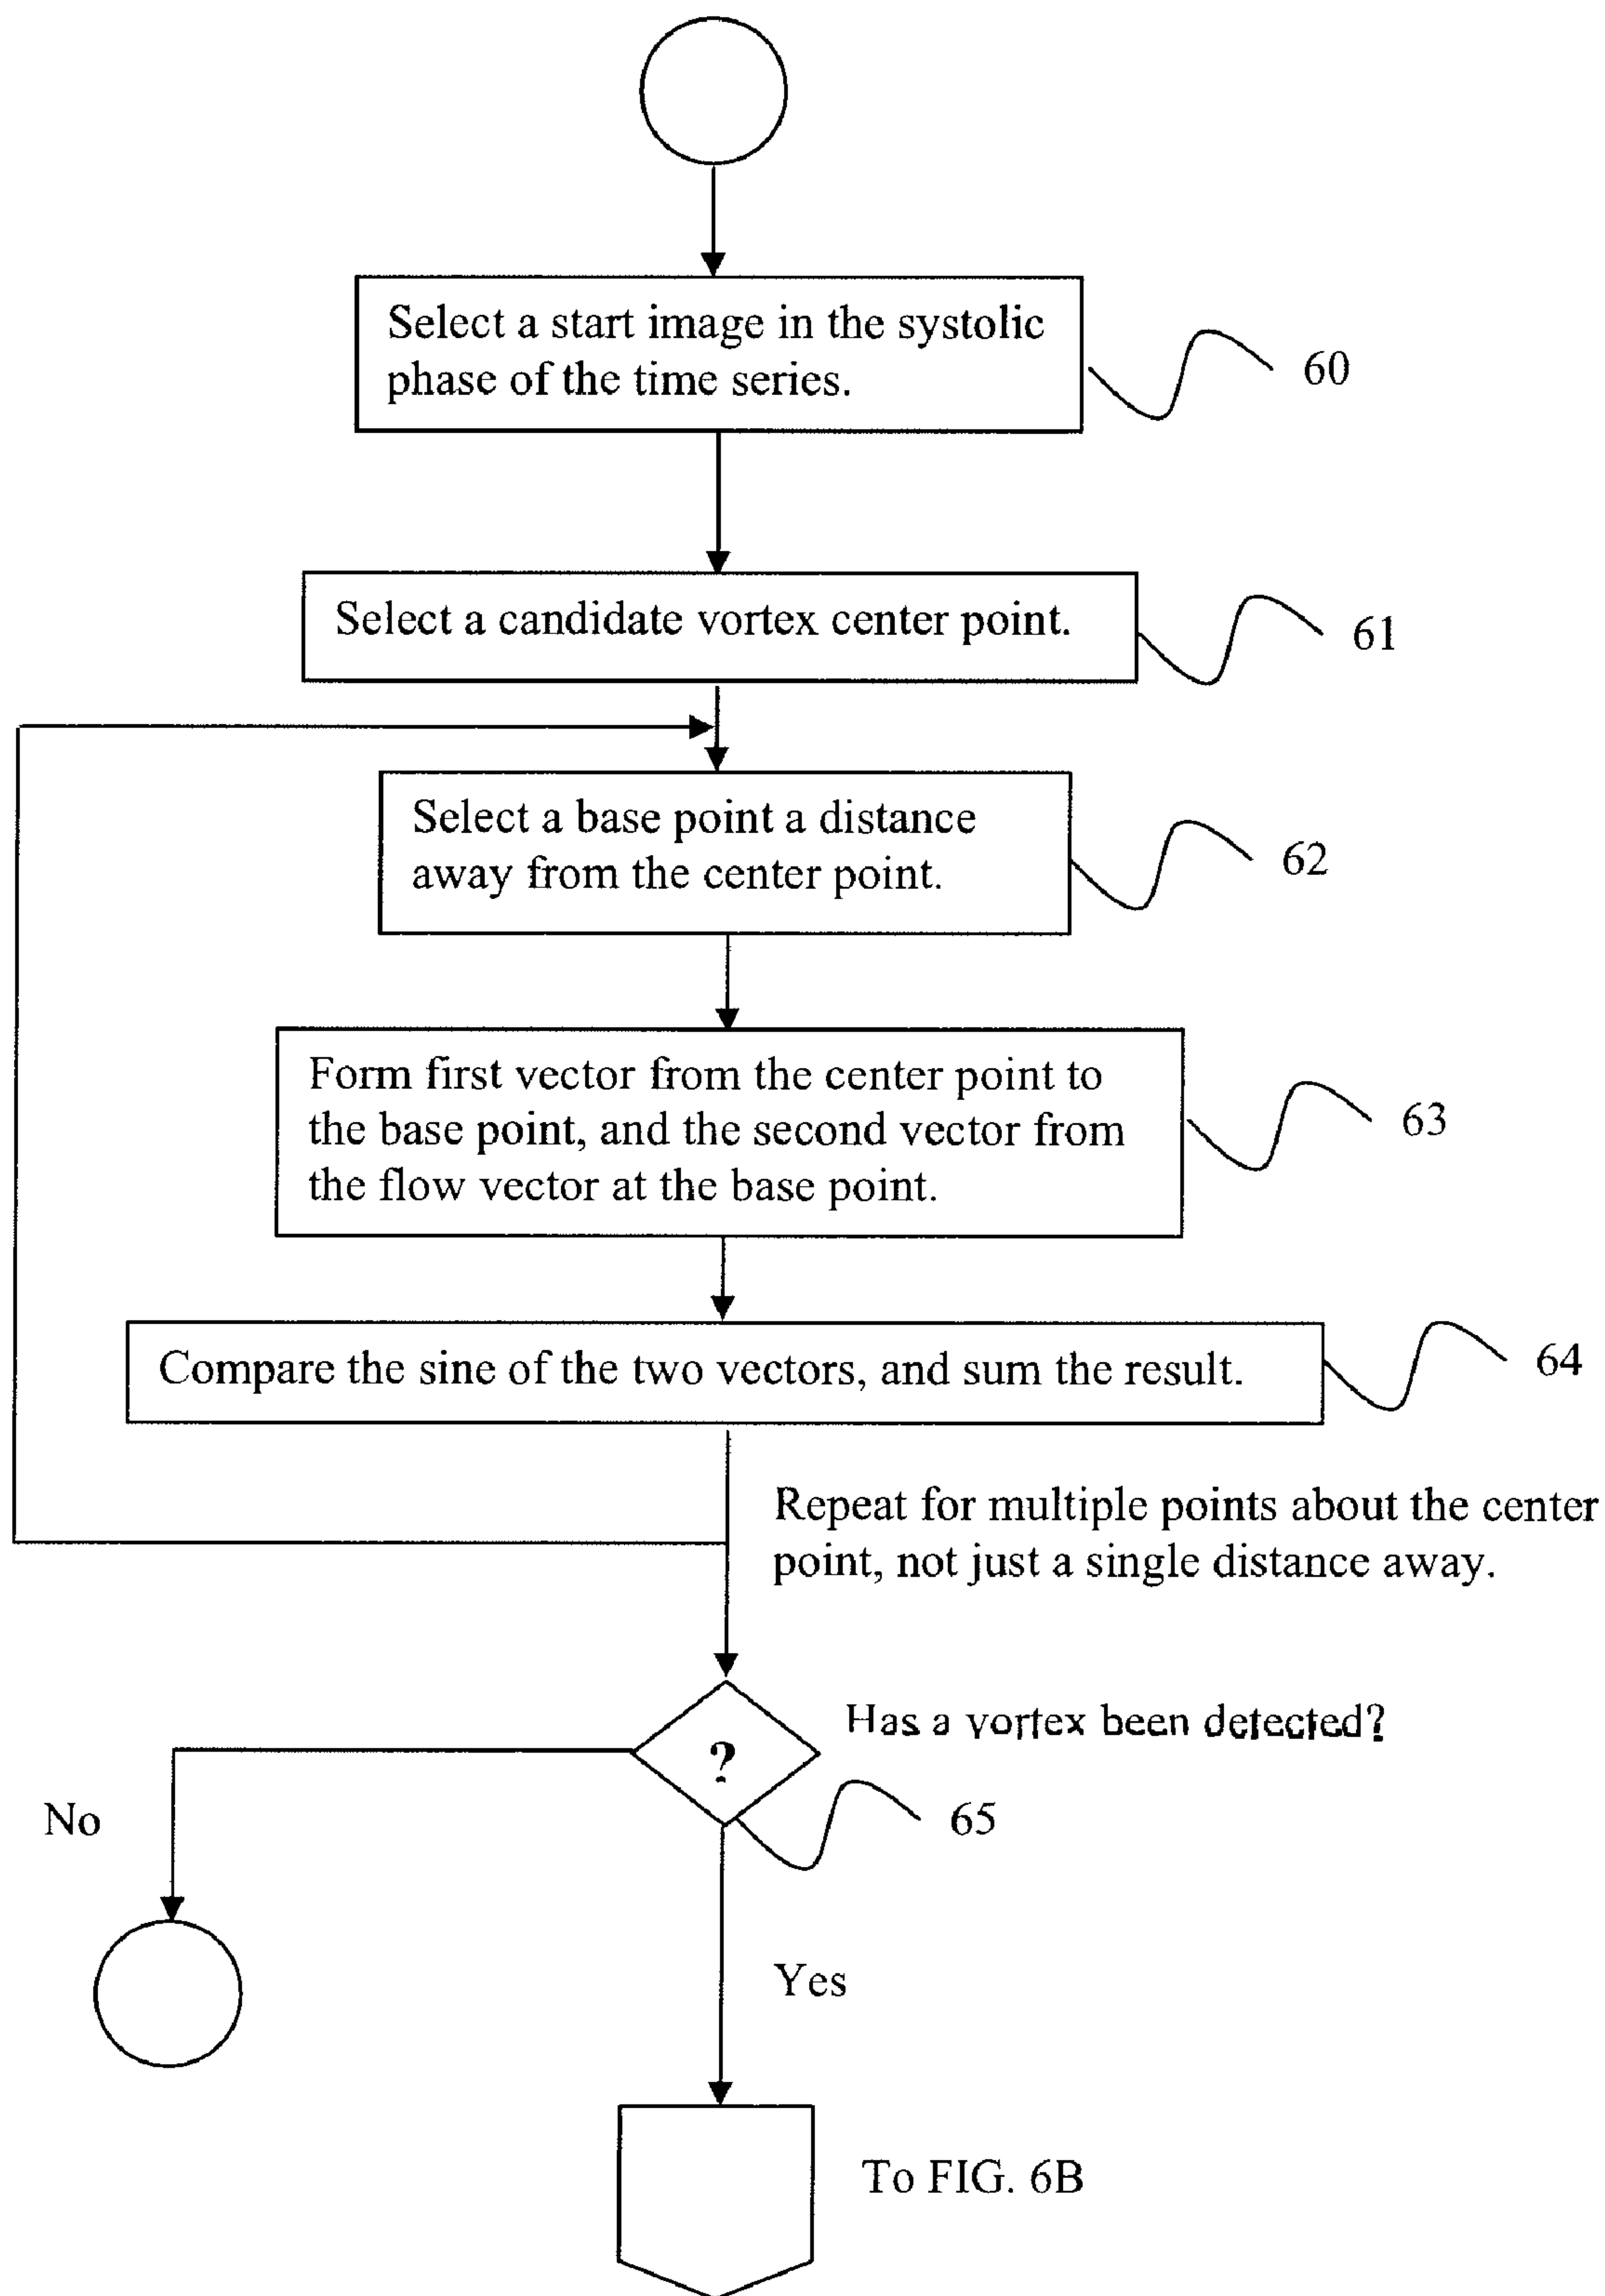 Select a start image in the systolic
phase of the time series.
60
Select a candidate vortex center point.
61
Select a base point a distance
away from the center point.
62
Form first vector from the center point to
the base point, and the second vector from
the flow vector at the base point.
63
Compare the sine of the two vectors, and sum the result.
64
Repeat for multiple points about the center
point, not just a single distance away.
Has a vortex been detected?
?
65
No
Yes
To FIG. 6B